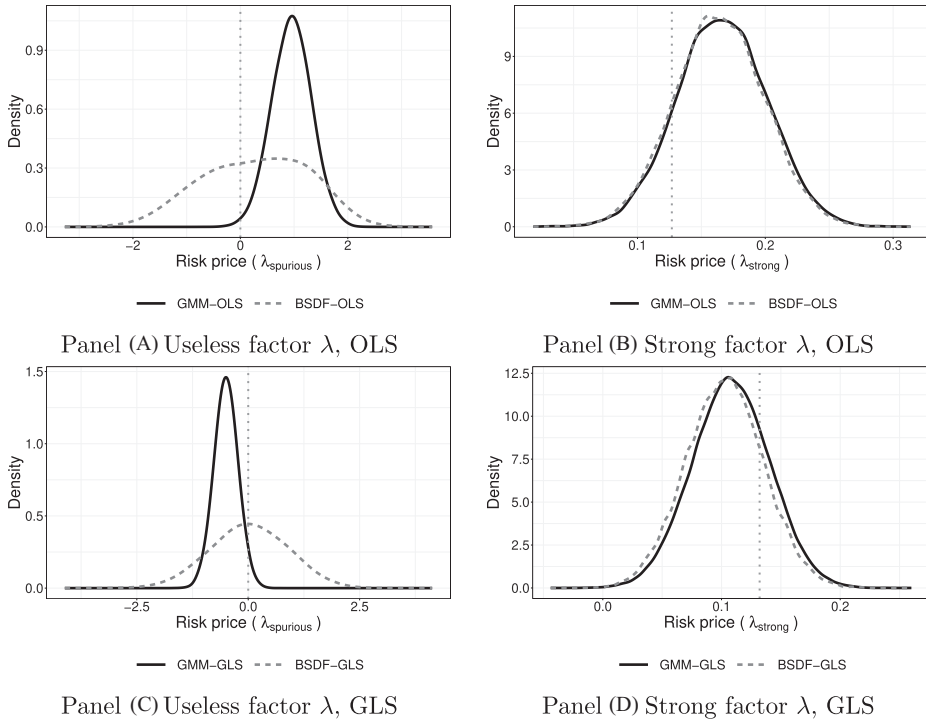 Density
0.9
0.6
0.3
0.0
−2
0
2
Risk price ( λspurious )
GMM−OLS
BSDF−OLS
Panel (A) Useless factor λ, OLS
Density
9
6
3
0
0.1
0.2
0.3
Risk price ( λstrong )
GMM−OLS
BSDF−OLS
Panel (B) Strong factor λ, OLS
Density
1.5
1.0
0.5
0.0
−2.5
0.0
2.5
Risk price ( λspurious )
GMM−GLS
BSDF−GLS
Panel (C) Useless factor λ, GLS
Density
12.5
10.0
7.5
5.0
2.5
0.0
0.0
0.1
0.2
Risk price ( λstrong )
GMM−GLS
BSDF−GLS
Panel (D) Strong factor λ, GLS